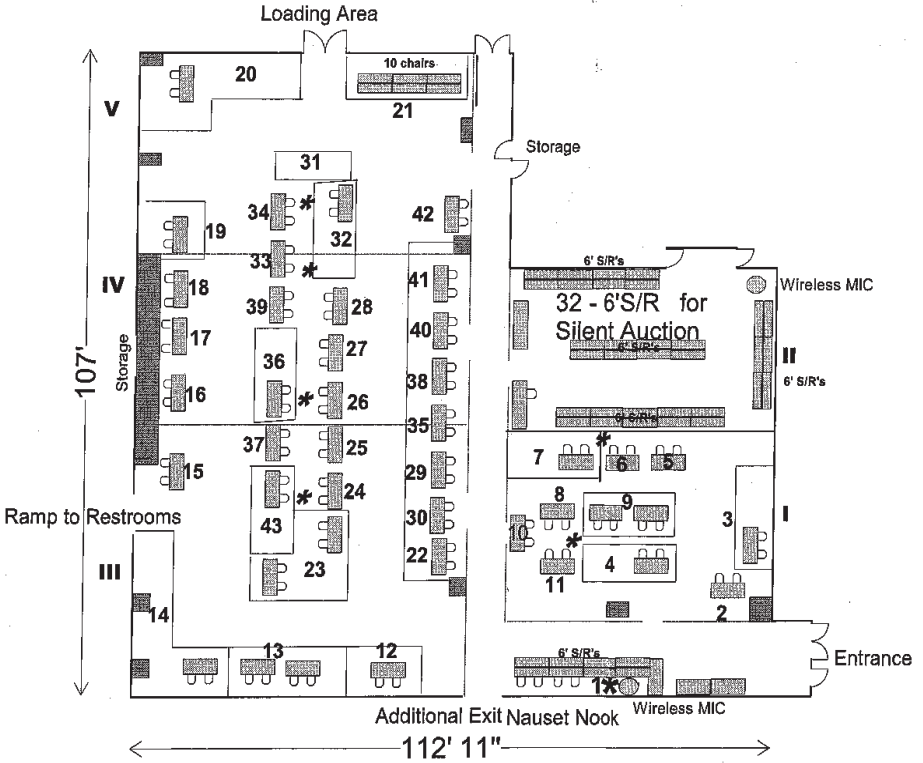 Loading Area
10 chairs
20
V
21
Storage
31
34 *
32
42
19
33 *
6' S/R's
IV
41
18
39
28
32 - 6'S/R for
Silent Auction
Wireless MIC
40
17
27
6' S/R's
II
107'
Storage
36
38
6' S/R's
16
* 26
35
6' S/R's
37
25
*
7
6
5
15
29
24
*
43
8
9
3
I
Ramp to Restrooms
30
10
*
III
23
22
4
11
2
14
13
12
6' S/R's
Entrance
1*
Wireless MIC
Additional Exit Nauset Nook
112' 11"